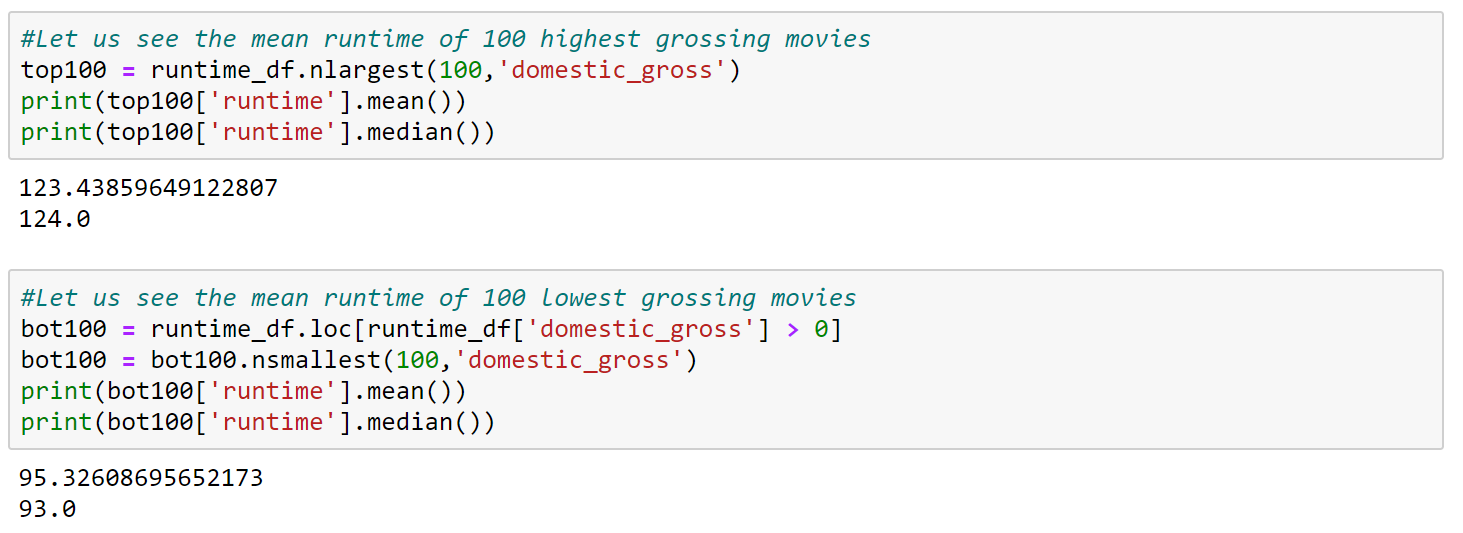 #Let us see the mean runtime of 100 highest grossing movies
top100 = runtime_df.nlargest(100,'domestic_gross')
print(top100['runtime'].mean())
print(top100['runtime'].median())
123.43859649122807
124.0
#Let us see the mean runtime of 100 lowest grossing movies
bot100 = runtime_df.loc[runtime_df['domestic_gross'] > 0]
bot100 = bot100.nsmallest(100,'domestic_gross')
print(bot100['runtime'].mean())
print(bot100['runtime'].median())
95.32608695652173
93.0